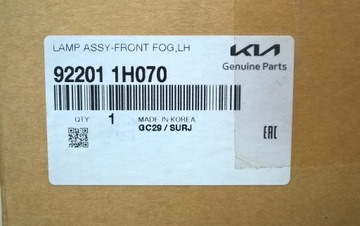 LAMP ASSY-FRONT FOG,LH
KIA
Genuine Parts
92201 1H070
QTY: 1
MADE IN KOREA
GC29 / SURJ
EAC